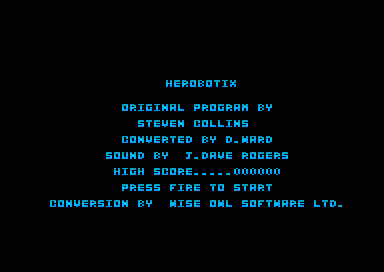 HEROBOTIX
ORIGINAL PROGRAM BY
STEVEN COLLINS
CONVERTED BY D.WARD
SOUND BY J.DAVE ROGERS
HIGH SCORE.....000000
PRESS FIRE TO START
CONVERSION BY WISE OWL SOFTWARE LTD.